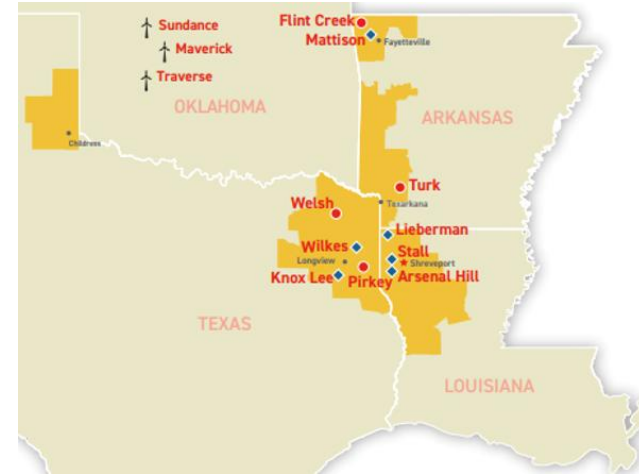 Sundance
Maverick
Traverse
OKLAHOMA
Flint Creek
Mattison
Fayetteville
Childress
ARKANSAS
Turk
Texarkana
Welsh
Lieberman
Wilkes
Stall
Longview
Shreveport
Knox Lee
Pirkey
Arsenal Hill
TEXAS
LOUISIANA